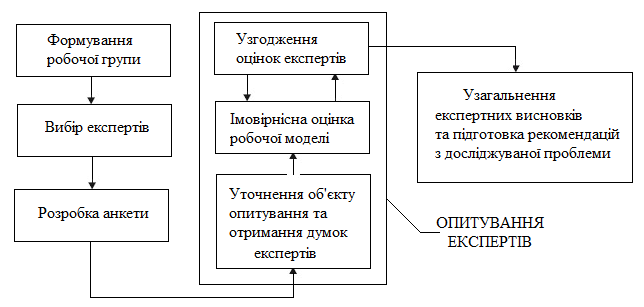 Формування
робочої групи
Вибір експертів
Розробка анкети
Узгодження
оцінок експертів
Імовірнісна оцінка
робочої моделі
Уточнення об'єкту
опитування та
отримання думок
експертів
Узагальнення
експертних висновків
та підготовка рекомендацій
з досліджуваної проблеми
ОПИТУВАННЯ
ЕКСПЕРТІВ